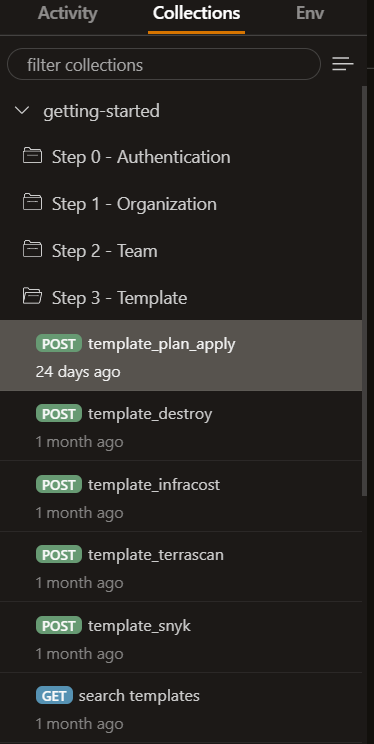 Activity Collections Env
filter collections
getting-started
Step 0 - Authentication
Step 1 - Organization
Step 2 - Team
Step 3 - Template
POST template_plan_apply
24 days ago
POST template_destroy
1 month ago
POST template_infracost
1 month ago
POST template_terrascan
1 month ago
POST template_snyk
1 month ago
GET search templates
1 month ago